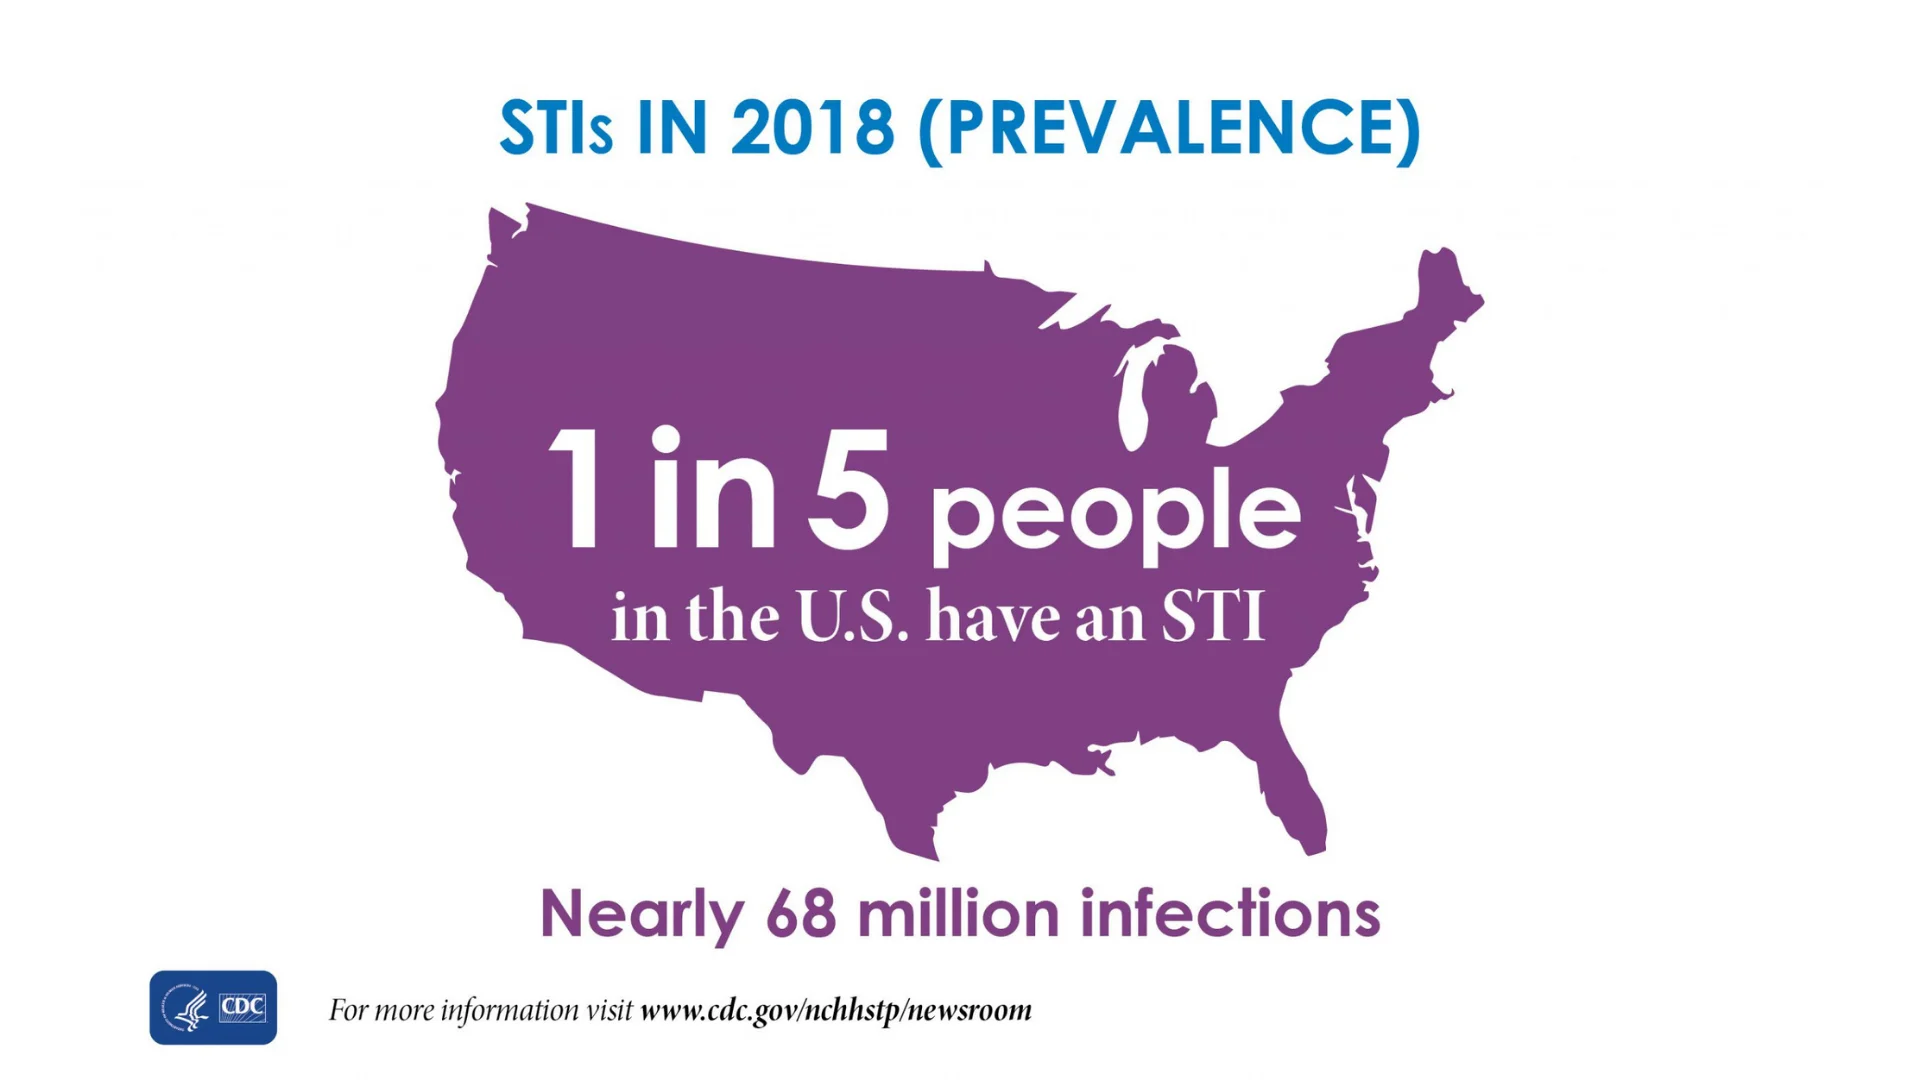 STIs IN 2018 (PREVALENCE)
1 in 5 people
in the U.S. have an STI
Nearly 68 million infections
CDC
For more information visit www.cdc.gov/nchhstp/newsroom